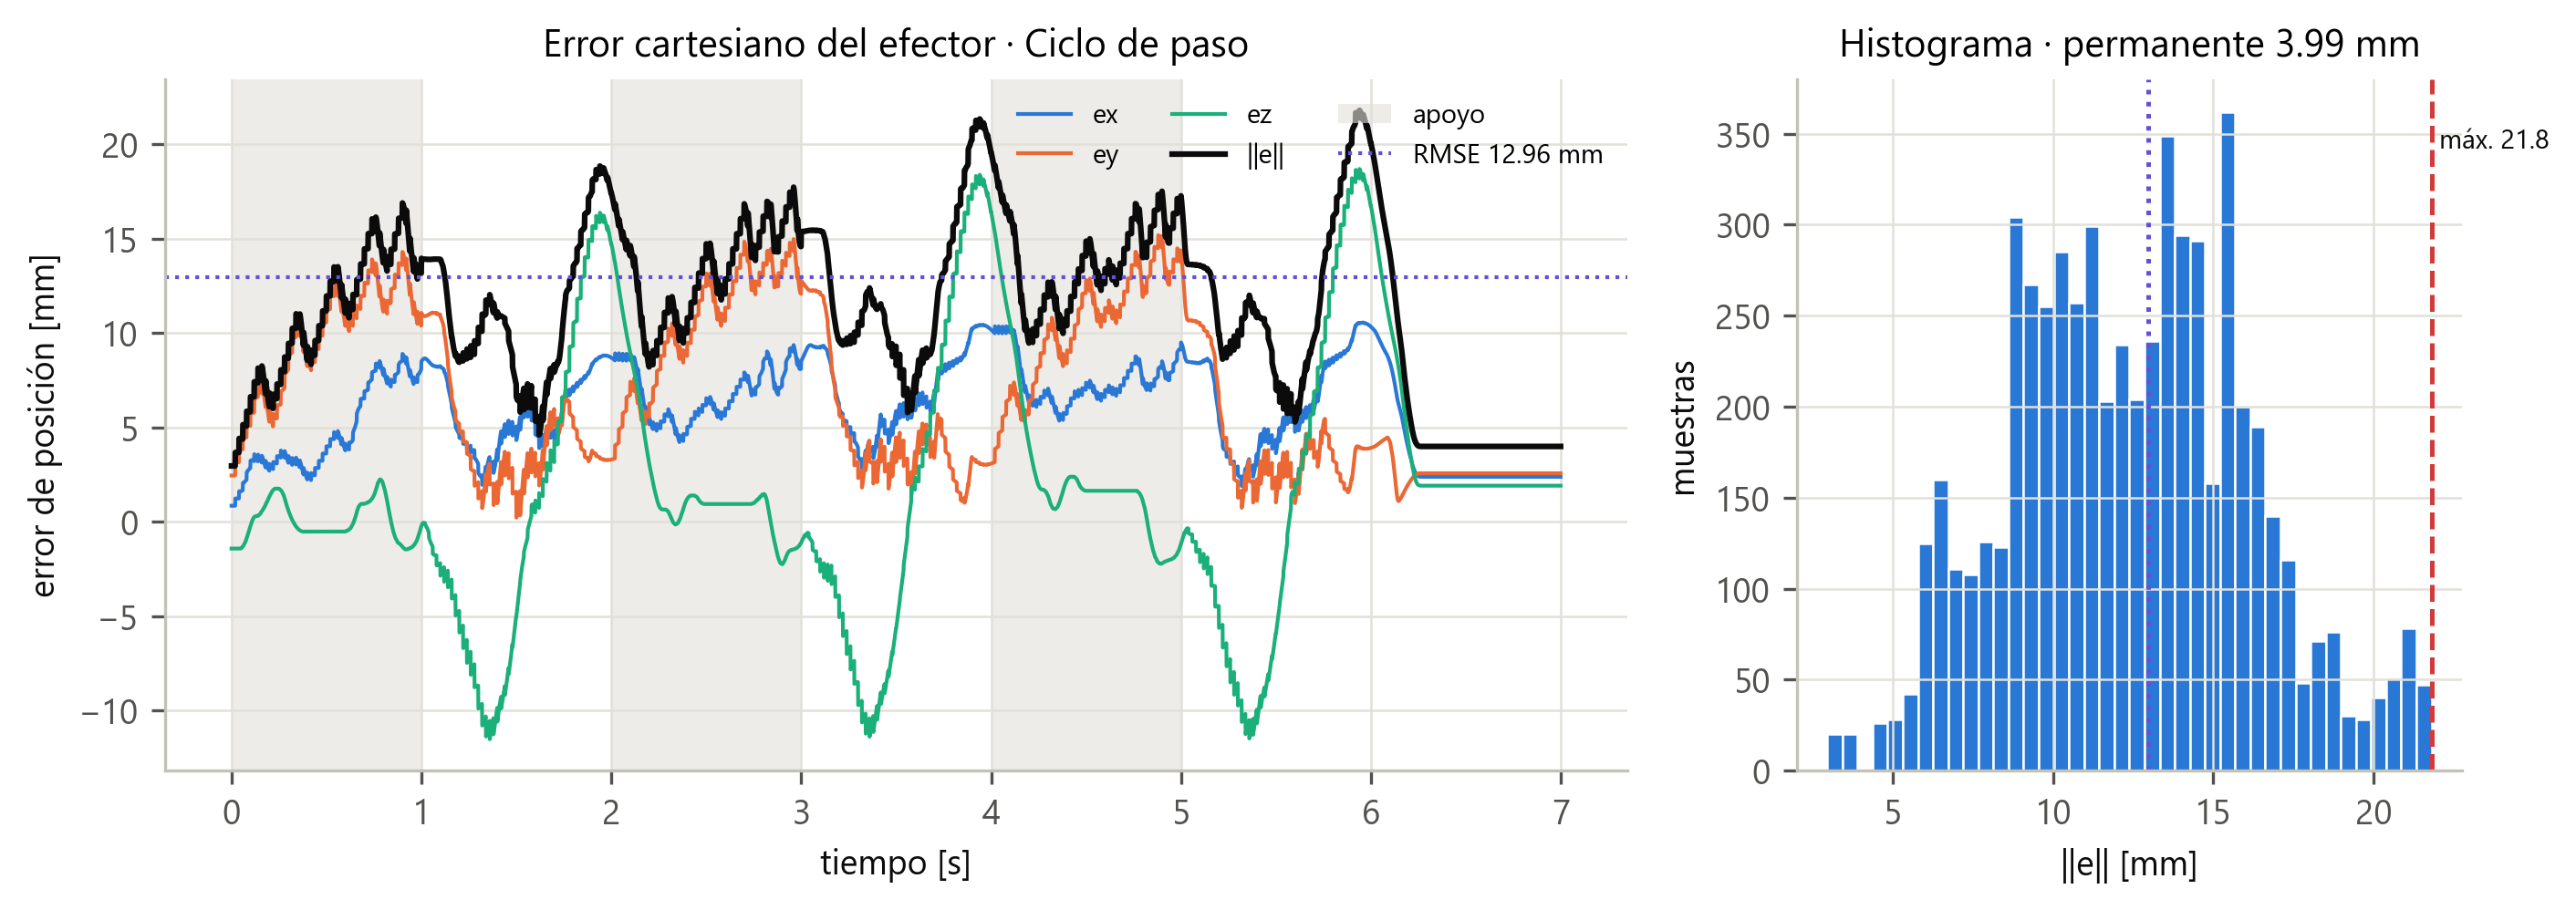 Error cartesiano del efector · Ciclo de paso
error de posición [mm]
20
15
10
5
0
−5
−10
ex
ey
ez
||e||
apoyo
RMSE 12.96 mm
0 1 2 3 4 5 6 7
tiempo [s]
Histograma · permanente 3.99 mm
muestras
350
300
250
200
150
100
50
0
máx. 21.8
5 10 15 20
||e|| [mm]